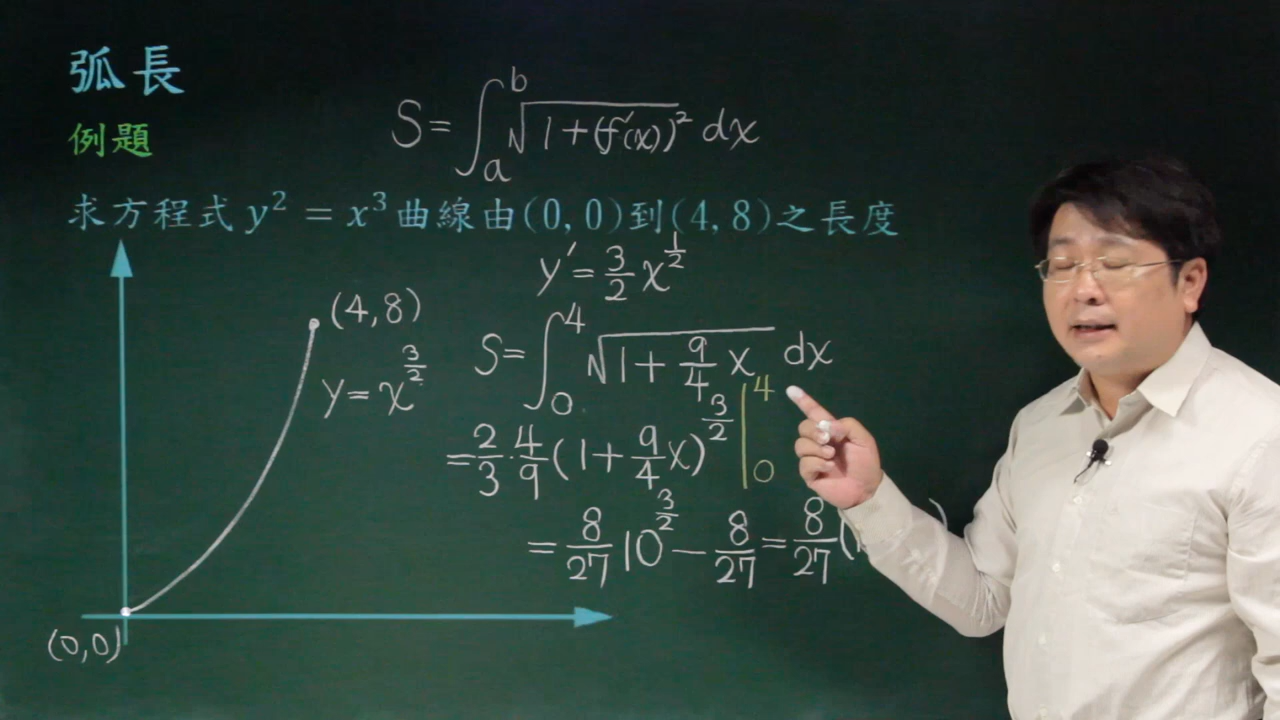 弧長
例題
S = ∫_a^b √(1 + (f'(x))²) dx
求方程式 y² = x³ 曲線由(0, 0)到(4, 8)之長度
y' = 3/2 x^(1/2)
(4,8)
y = x^(3/2)
S = ∫_0^4 √(1 + 9/4 x) dx
= 2/3 · 4/9 (1 + 9/4 x)^(3/2) |_0^4
= 8/27 10^(3/2) − 8/27 = 8/27 (
(0,0)